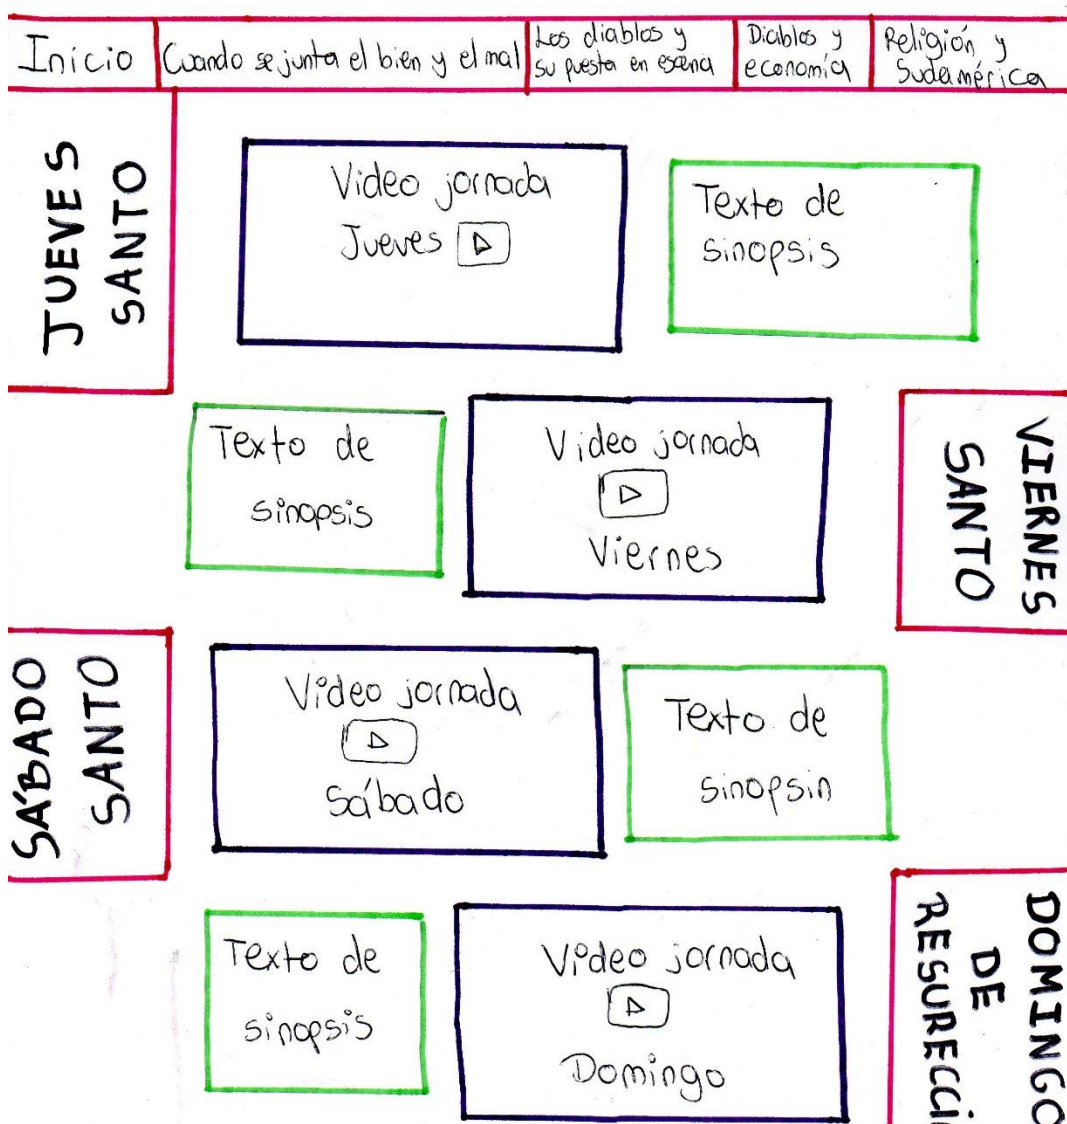 Inicio
Cuando se junta el bien y el mal
Los diablos y
su puesta en escena
Diablos y
economía
Religión y
Sudamérica
JUEVES
SANTO
Video jornada
Jueves
Texto de
sinopsis
Texto de
sinopsis
Video jornada
Viernes
VIERNES
SANTO
SÁBADO
SANTO
Video jornada
Sábado
Texto de
sinopsin
Texto de
sinopsis
Video jornada
Domingo
DOMINGO
DE
RESURECCI